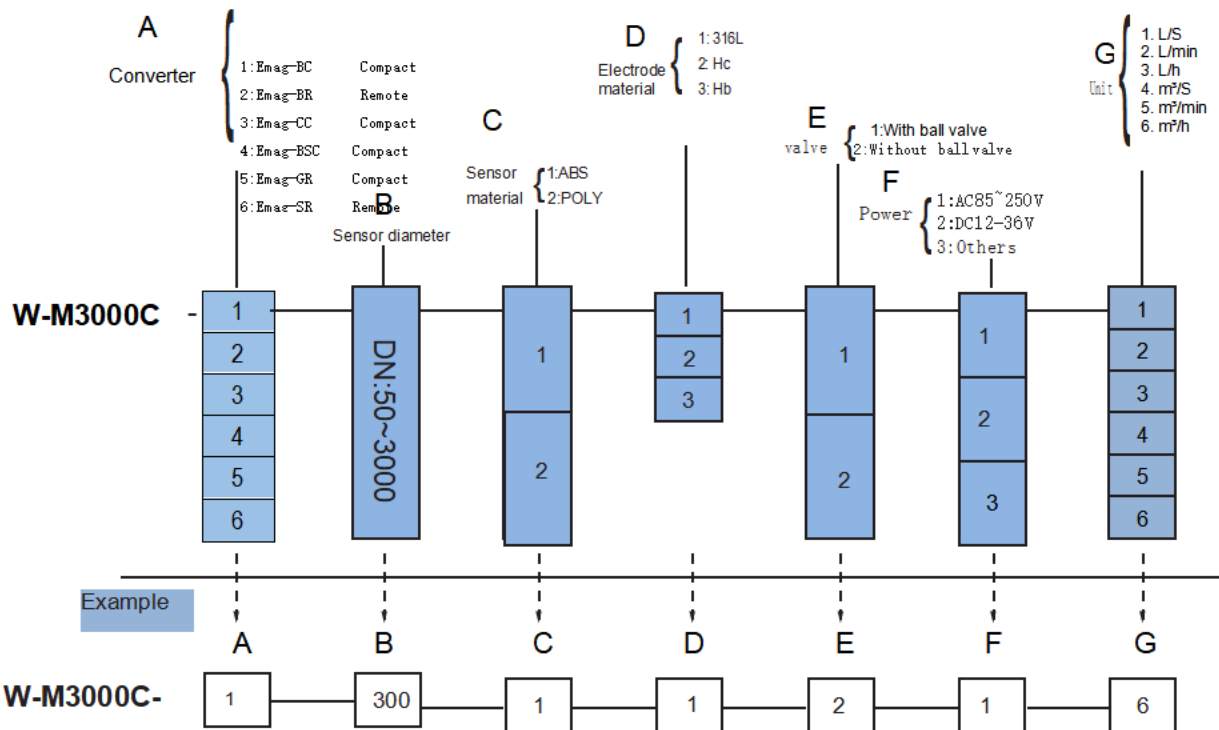 A
Converter
1:Emag-BC Compact
2:Emag-BR Remote
3:Emag-CC Compact
4:Emag-BSC Compact
5:Emag-GR Compact
6:Emag-SR Remote
B
Sensor diameter
C
Sensor material
1:ABS
2:POLY
D
Electrode material
1:316L
2:Hc
3:Hb
E
valve
1:With ball valve
2:Without ballvalve
F
Power
1:AC85~250V
2:DC12-36V
3:Others
G
Unit
1. L/S
2. L/min
3. L/h
4. m³/S
5. m³/min
6. m³/h
W-M3000C -
1
2
3
4
5
6
DN:50~3000
1
2
1
2
3
1
2
1
2
3
1
2
3
4
5
6
Example
A B C D E F G
W-M3000C- 1 300 1 1 2 1 6